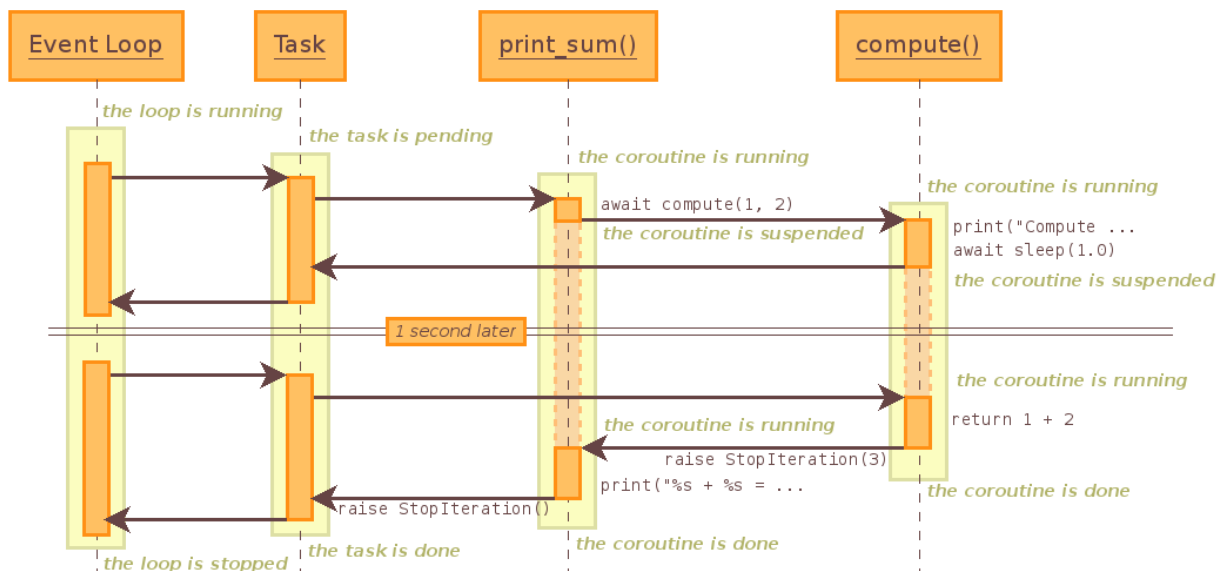 Event Loop
Task
print_sum()
compute()
the loop is running
the task is pending
the coroutine is running
the coroutine is running
await compute(1, 2)
print("Compute ...
the coroutine is suspended
await sleep(1.0)
the coroutine is suspended
1 second later
the coroutine is running
return 1 + 2
the coroutine is running
raise StopIteration(3)
print("%s + %s = ...
the coroutine is done
raise StopIteration()
the coroutine is done
the task is done
the loop is stopped